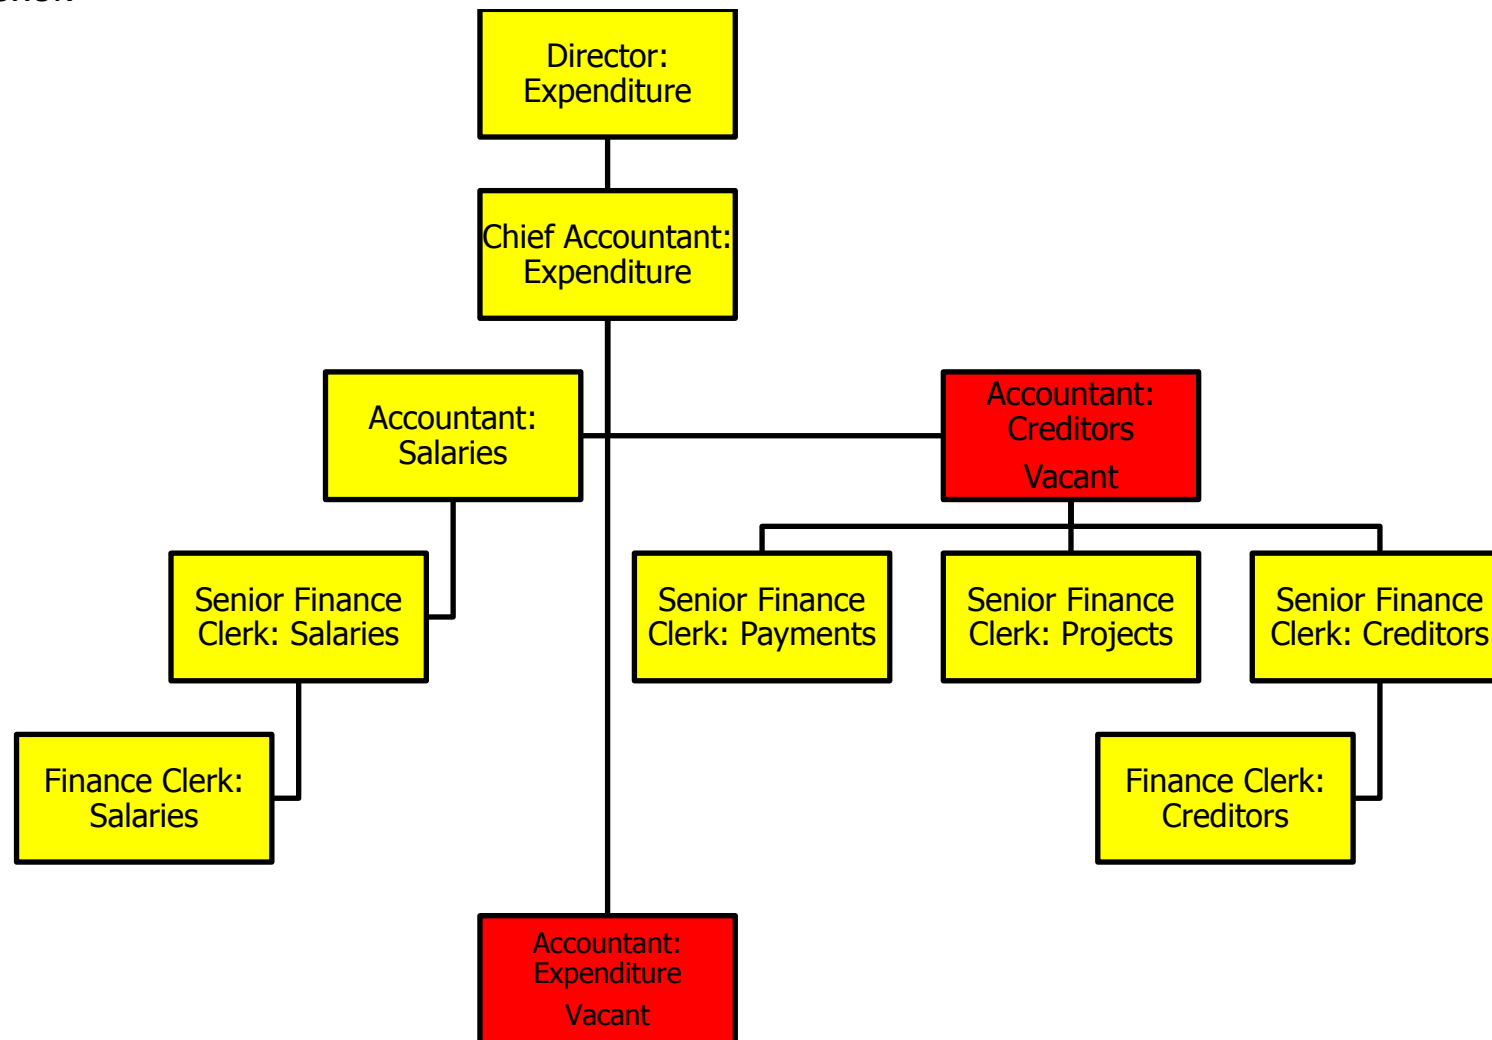 Director:
Expenditure
Chief Accountant:
Expenditure
Accountant:
Salaries
Accountant:
Creditors
Vacant
Senior Finance
Clerk: Salaries
Senior Finance
Clerk: Payments
Senior Finance
Clerk: Projects
Senior Finance
Clerk: Creditors
Finance Clerk:
Salaries
Finance Clerk:
Creditors
Accountant:
Expenditure
Vacant